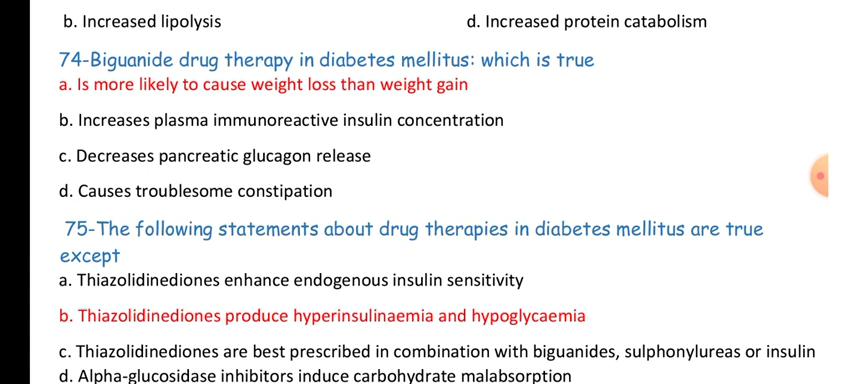 b. Increased lipolysis d. Increased protein catabolism
74-Biguanide drug therapy in diabetes mellitus: which is true
a. Is more likely to cause weight loss than weight gain
b. Increases plasma immunoreactive insulin concentration
c. Decreases pancreatic glucagon release
d. Causes troublesome constipation
75-The following statements about drug therapies in diabetes mellitus are true
except
a. Thiazolidinediones enhance endogenous insulin sensitivity
b. Thiazolidinediones produce hyperinsulinaemia and hypoglycaemia
c. Thiazolidinediones are best prescribed in combination with biguanides, sulphonylureas or insulin
d. Alpha-glucosidase inhibitors induce carbohydrate malabsorption